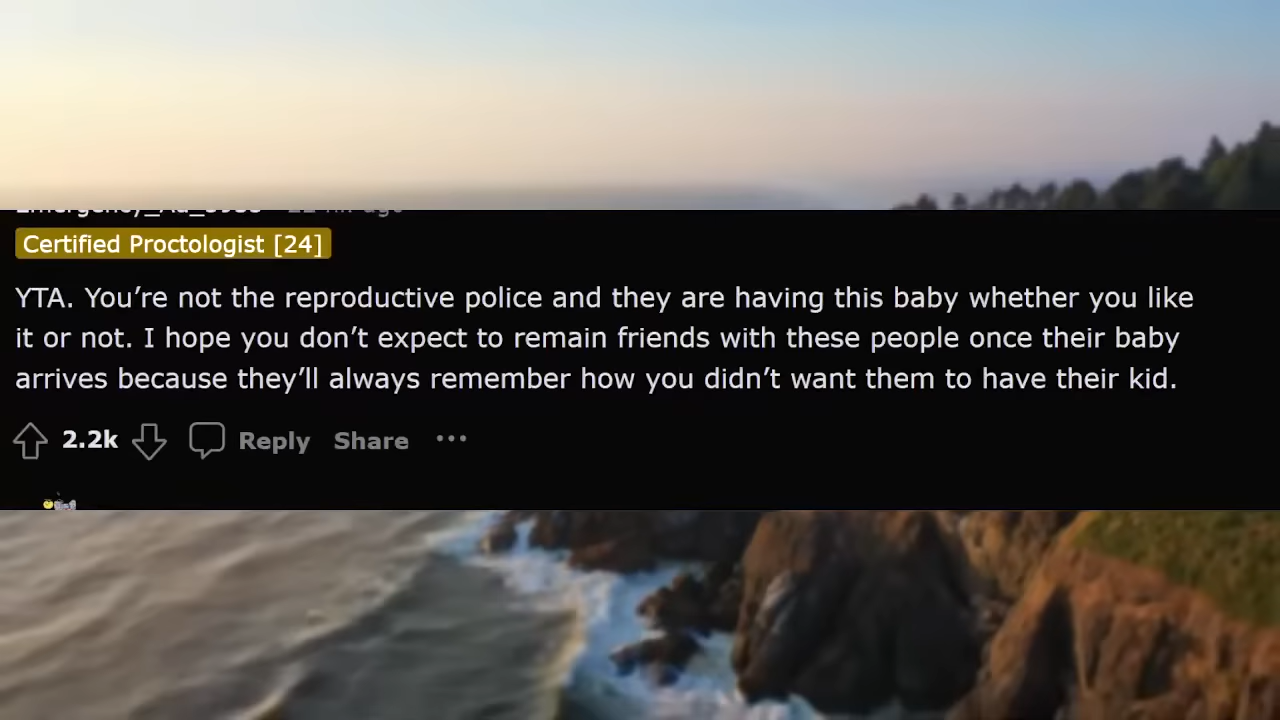 Certified Proctologist [24]
YTA. You’re not the reproductive police and they are having this baby whether you like
it or not. I hope you don’t expect to remain friends with these people once their baby
arrives because they’ll always remember how you didn’t want them to have their kid.
2.2k Reply Share •••